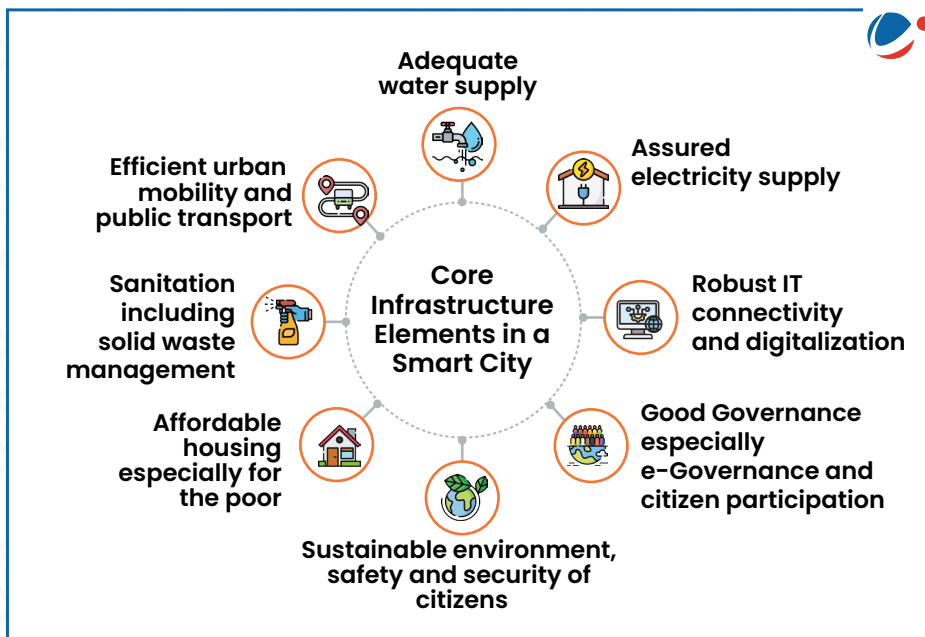 Adequate
water supply
Assured
electricity supply
Robust IT
connectivity
and digitalization
Good Governance
especially
e-Governance and
citizen participation
Sustainable environment,
safety and security of
citizens
Affordable
housing
especially for
the poor
Sanitation
including
solid waste
management
Efficient urban
mobility and
public transport
Core
Infrastructure
Elements in a
Smart City